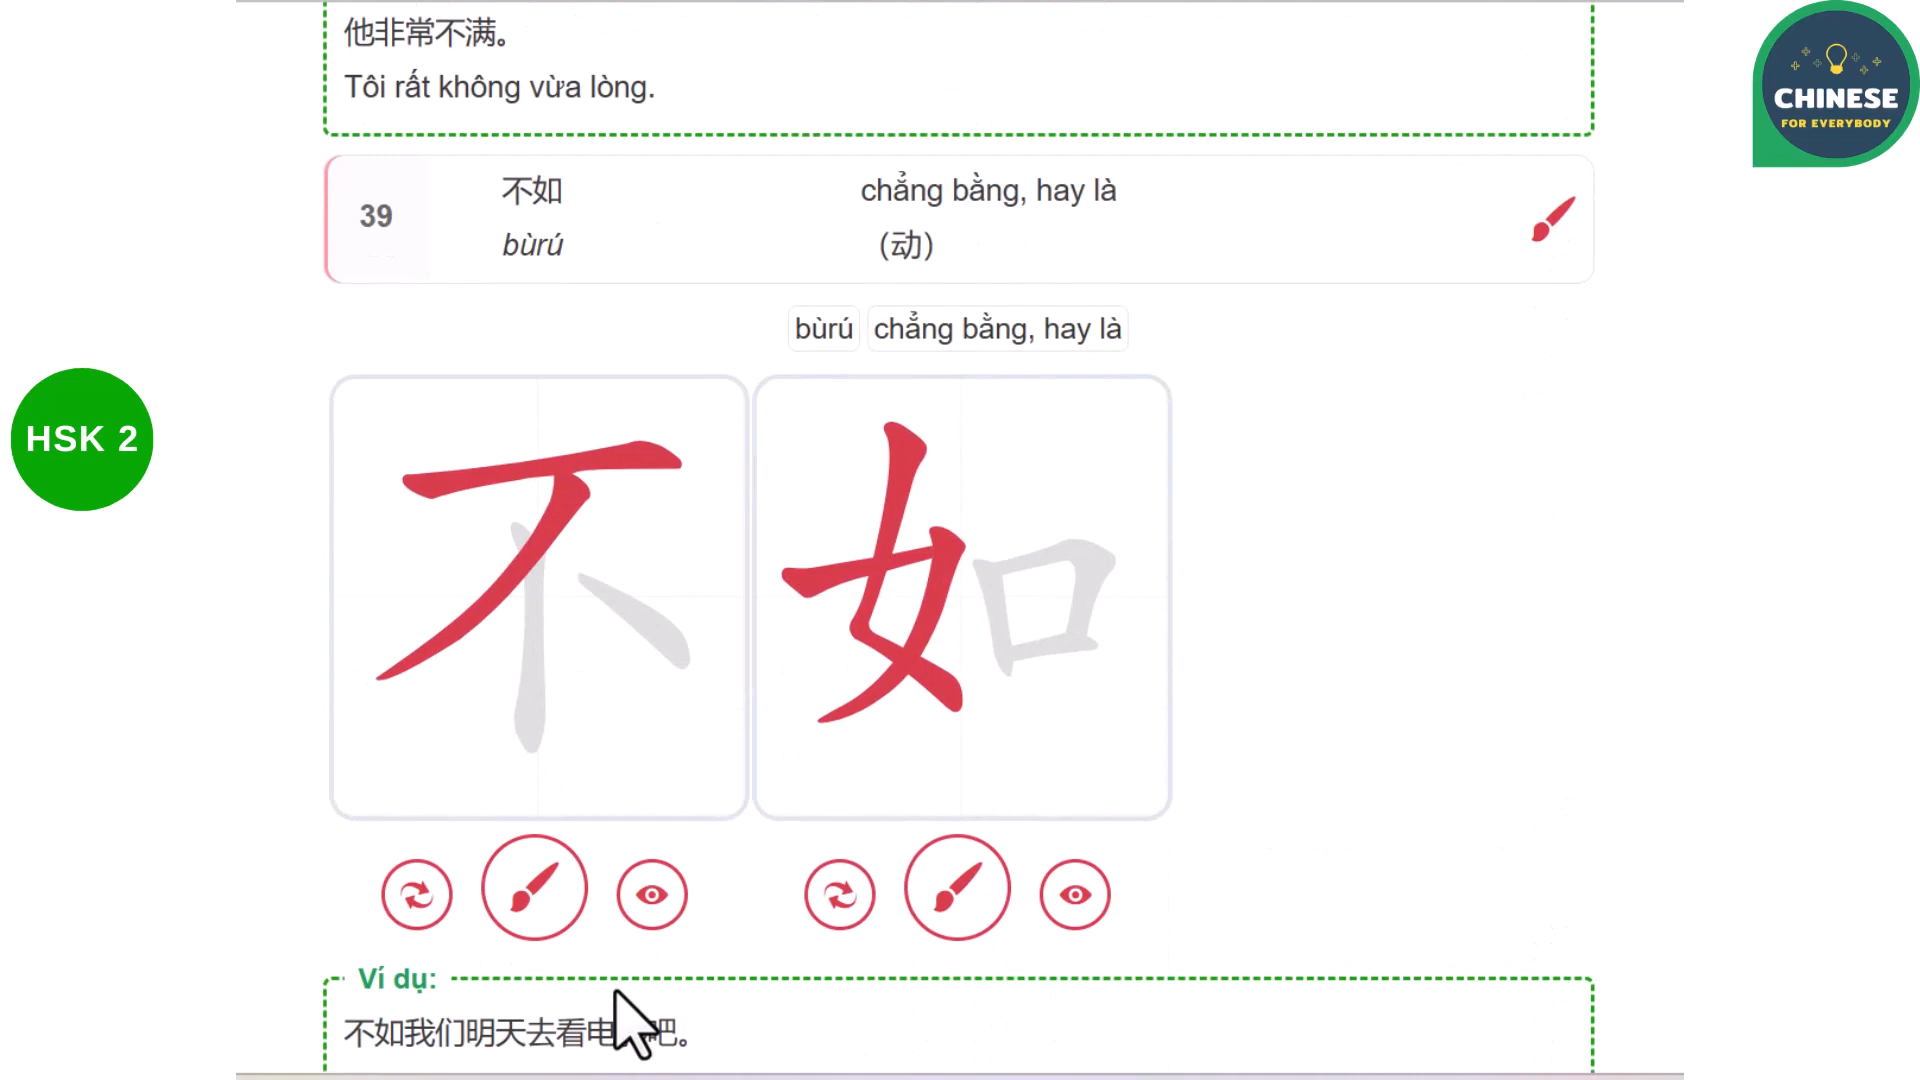 他非常不满。
Tôi rất không vừa lòng.
CHINESE
FOR EVERYBODY
39
不如
chẳng bằng, hay là
bùrú
(动)
bùrú
chẳng bằng, hay là
HSK 2
不如
Ví dụ:
不如我们明天去看电吧。